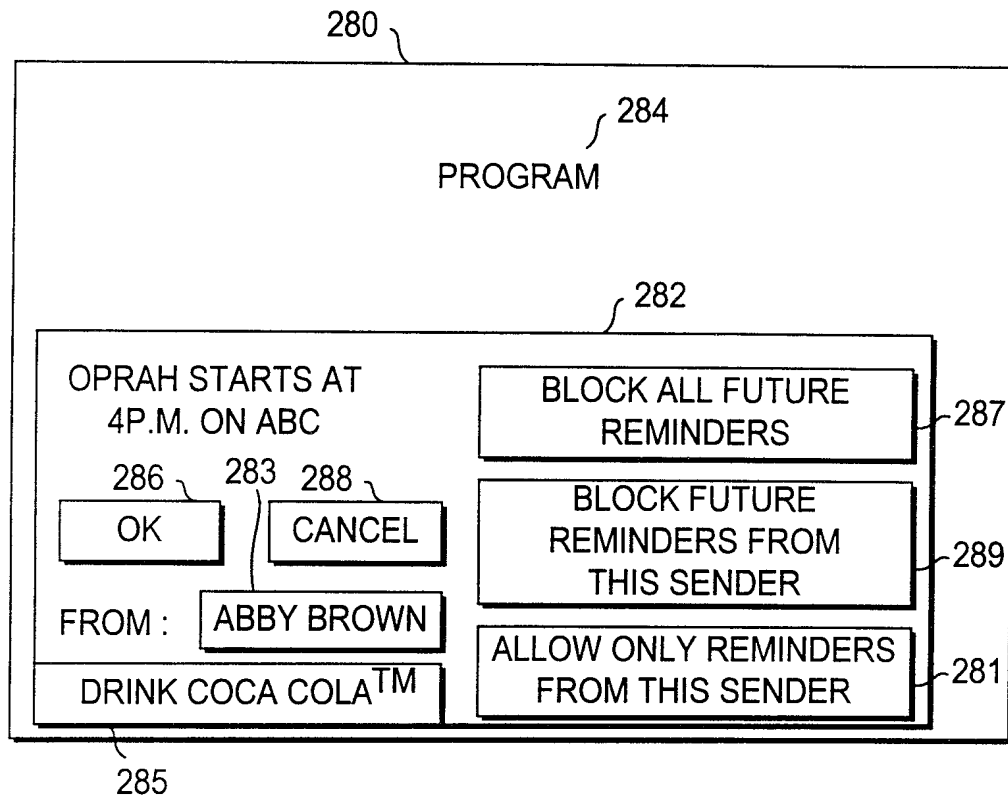 280
284
PROGRAM
282
OPRAH STARTS AT
4P.M. ON ABC
286
283
288
OK
CANCEL
FROM :
ABBY BROWN
DRINK COCA COLA™
285
BLOCK ALL FUTURE
REMINDERS
287
BLOCK FUTURE
REMINDERS FROM
THIS SENDER
289
ALLOW ONLY REMINDERS
FROM THIS SENDER
281